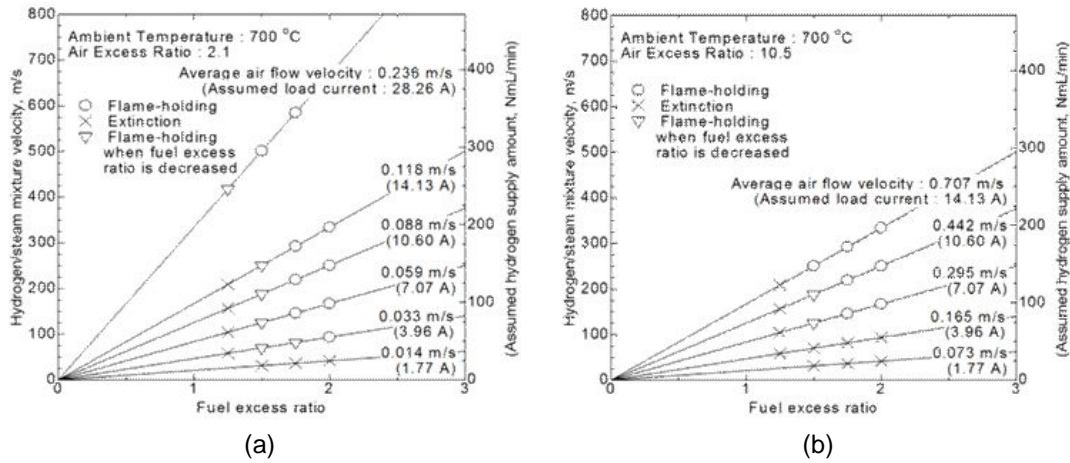 800
700
600
500
400
300
200
100
0
Hydrogen/steam mixture velocity, m/s
Ambient Temperature : 700 °C
Air Excess Ratio : 2.1
Average air flow velocity : 0.236 m/s
(Assumed load current : 28.26 A)
Flame-holding
Extinction
Flame-holding
when fuel excess
ratio is decreased
0.118 m/s
(14.13 A)
0.088 m/s
(10.60 A)
0.059 m/s
(7.07 A)
0.033 m/s
(3.96 A)
0.014 m/s
(1.77 A)
400
300
200
100
0
(Assumed hydrogen supply amount, NmL/min)
0 1 2 3
Fuel excess ratio
(a)
800
700
600
500
400
300
200
100
0
Hydrogen/steam mixture velocity, m/s
Ambient Temperature : 700 °C
Air Excess Ratio : 10.5
Flame-holding
Extinction
Flame-holding
when fuel excess
ratio is decreased
Average air flow velocity : 0.707 m/s
(Assumed load current : 14.13 A)
0.442 m/s
(10.60 A)
0.295 m/s
(7.07 A)
0.165 m/s
(3.96 A)
0.073 m/s
(1.77 A)
400
300
200
100
0
(Assumed hydrogen supply amount, NmL/min)
0 1 2 3
Fuel excess ratio
(b)